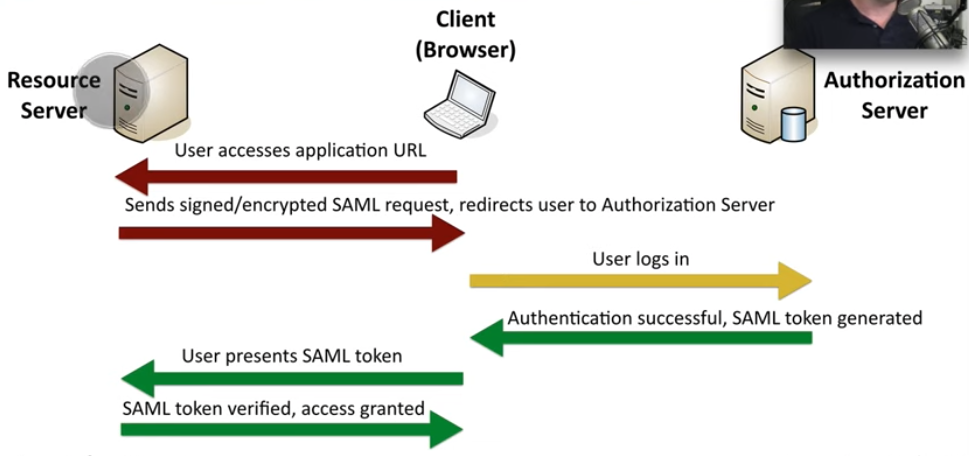 Client
(Browser)
Resource
Server
Authorization
Server
User accesses application URL
Sends signed/encrypted SAML request, redirects user to Authorization Server
User logs in
Authentication successful, SAML token generated
User presents SAML token
SAML token verified, access granted